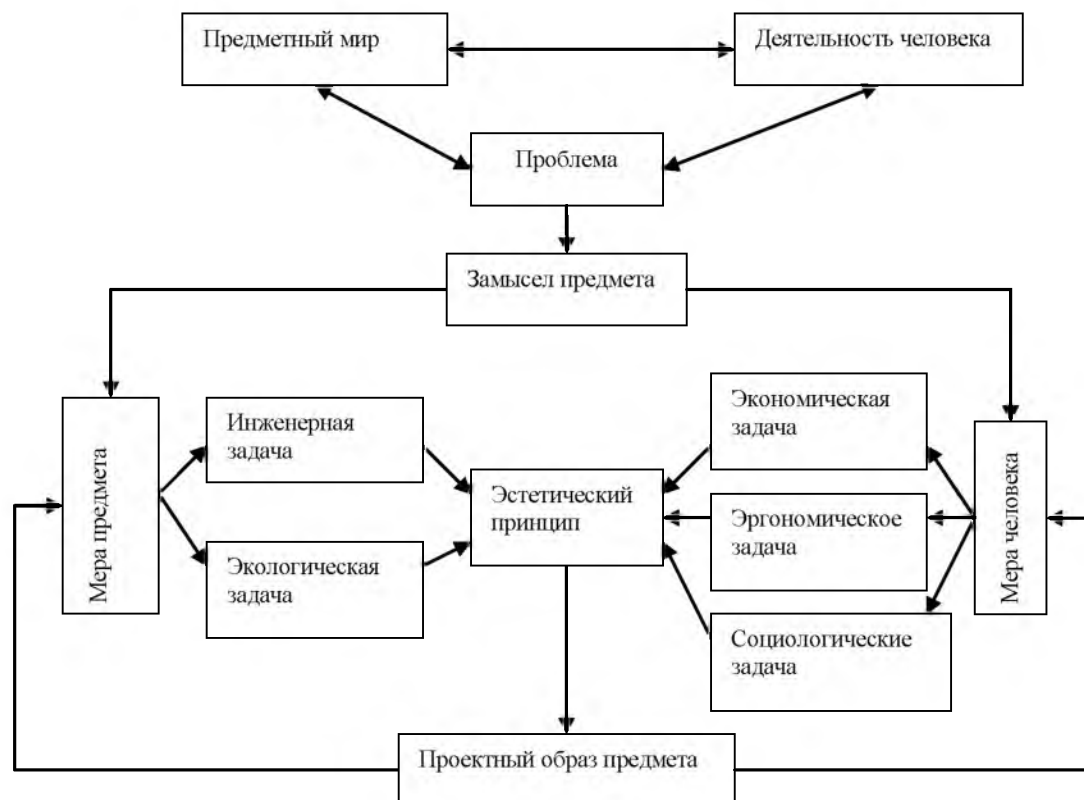 Предметный мир
Деятельность человека
Проблема
Замысел предмета
Мера предмета
Инженерная
задача
Экологическая
задача
Эстетический
принцип
Экономическая
задача
Эргономическое
задача
Социологические
задача
Мера человека
Проектный образ предмета